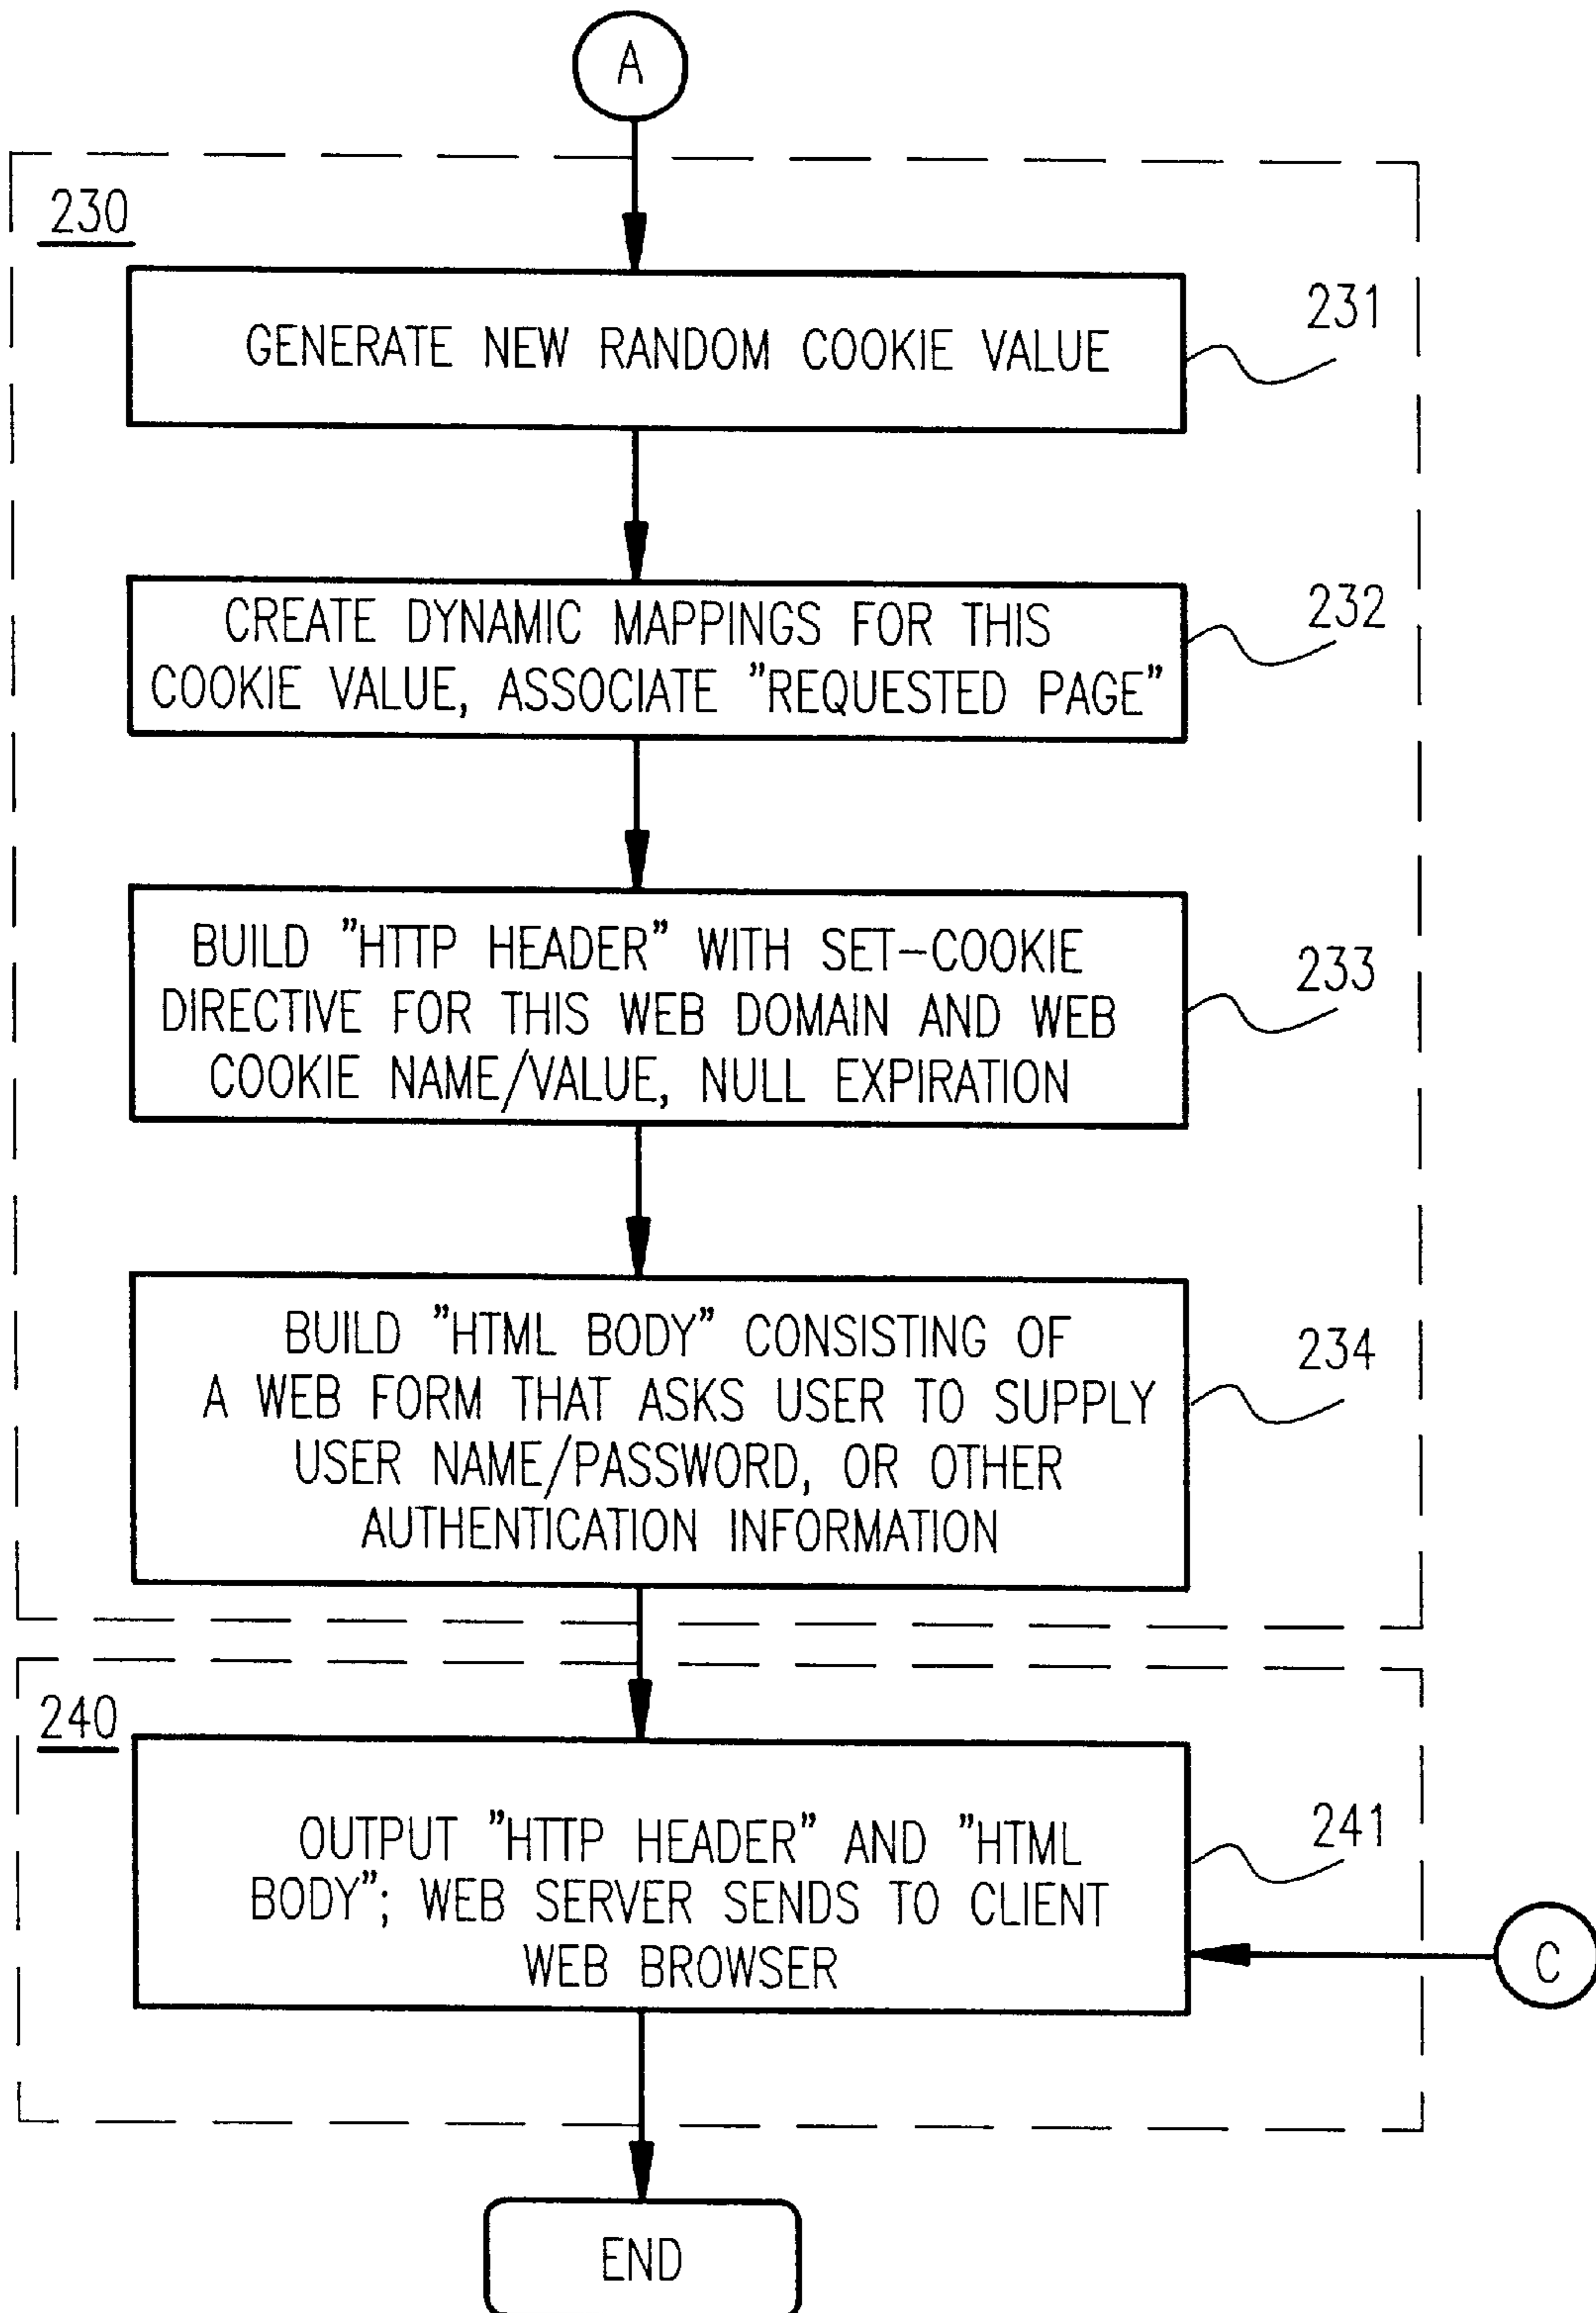 A
230
GENERATE NEW RANDOM COOKIE VALUE
231
CREATE DYNAMIC MAPPINGS FOR THIS
COOKIE VALUE, ASSOCIATE "REQUESTED PAGE"
232
BUILD "HTTP HEADER" WITH SET-COOKIE
DIRECTIVE FOR THIS WEB DOMAIN AND WEB
COOKIE NAME/VALUE, NULL EXPIRATION
233
BUILD "HTML BODY" CONSISTING OF
A WEB FORM THAT ASKS USER TO SUPPLY
USER NAME/PASSWORD, OR OTHER
AUTHENTICATION INFORMATION
234
240
OUTPUT "HTTP HEADER" AND "HTML
BODY"; WEB SERVER SENDS TO CLIENT
WEB BROWSER
241
C
END